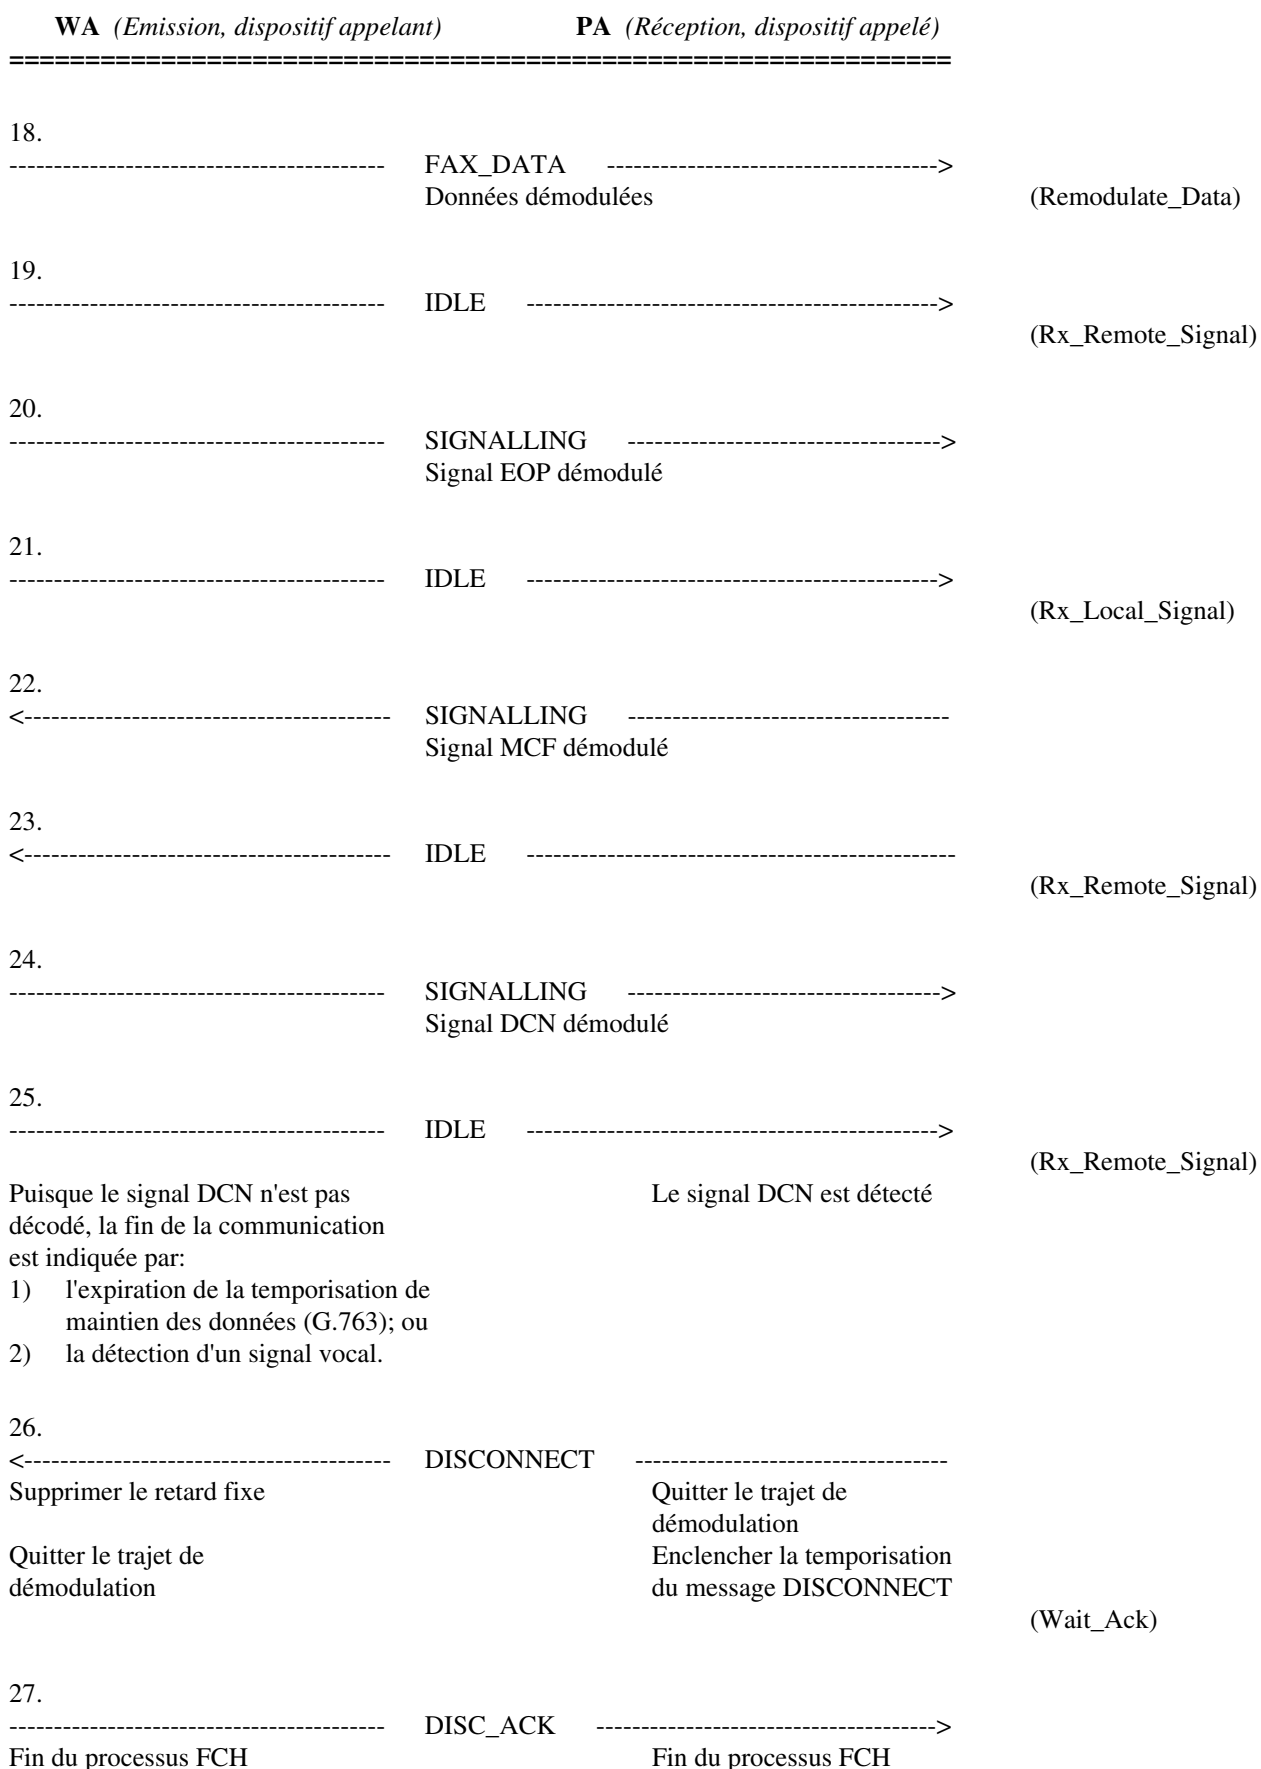 WA (Emission, dispositif appelant) PA (Réception, dispositif appelé)
==============================================================
18.
------------------------------------------ FAX_DATA ------------------------------------->
Données démodulées (Remodulate_Data)
19.
------------------------------------------ IDLE ---------------------------------------------->
(Rx_Remote_Signal)
20.
------------------------------------------ SIGNALLING ----------------------------------->
Signal EOP démodulé
21.
------------------------------------------ IDLE ---------------------------------------------->
(Rx_Local_Signal)
22.
<----------------------------------------- SIGNALLING ------------------------------------
Signal MCF démodulé
23.
<----------------------------------------- IDLE ------------------------------------------------
(Rx_Remote_Signal)
24.
------------------------------------------ SIGNALLING ----------------------------------->
Signal DCN démodulé
25.
------------------------------------------ IDLE ---------------------------------------------->
(Rx_Remote_Signal)
Puisque le signal DCN n'est pas Le signal DCN est détecté
décodé, la fin de la communication
est indiquée par:
1) l'expiration de la temporisation de
maintien des données (G.763); ou
2) la détection d'un signal vocal.
26.
<----------------------------------------- DISCONNECT -----------------------------------
Supprimer le retard fixe Quitter le trajet de
démodulation
Quitter le trajet de Enclencher la temporisation
démodulation du message DISCONNECT
(Wait_Ack)
27.
------------------------------------------ DISC_ACK -------------------------------------->
Fin du processus FCH Fin du processus FCH